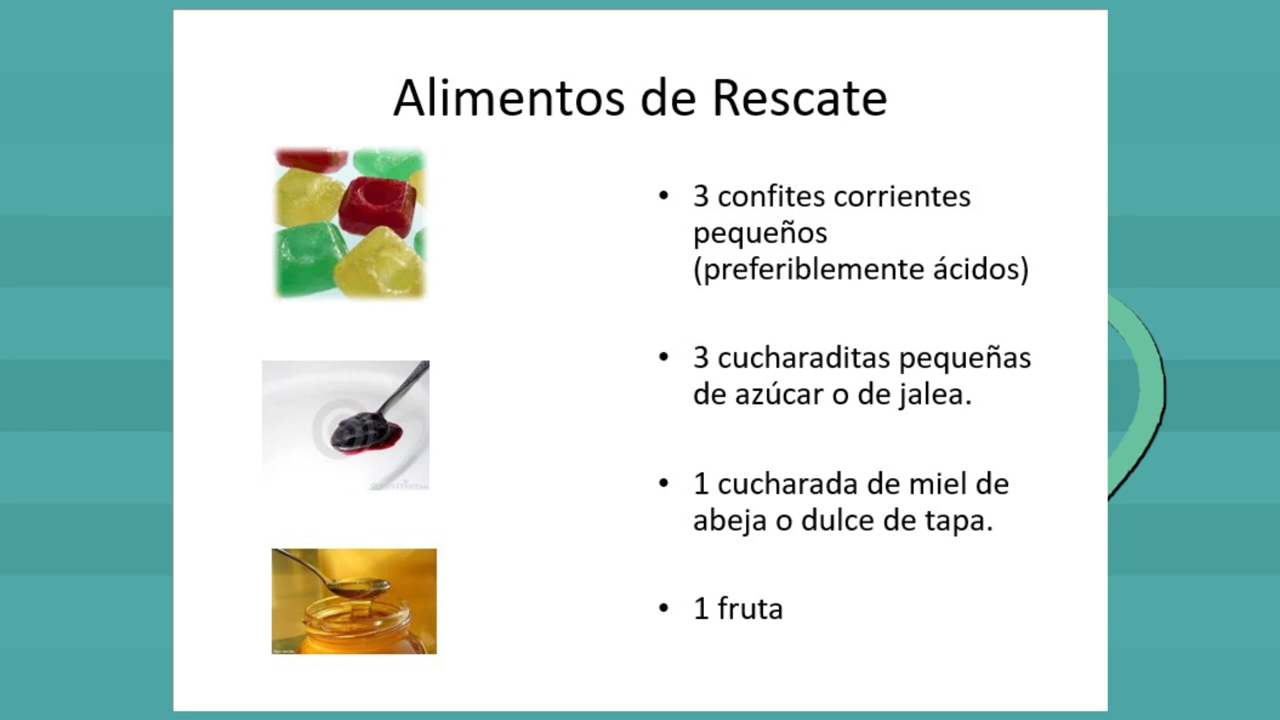 Alimentos de Rescate
• 3 confites corrientes
pequeños
(preferiblemente ácidos)
• 3 cucharaditas pequeñas
de azúcar o de jalea.
• 1 cucharada de miel de
abeja o dulce de tapa.
• 1 fruta